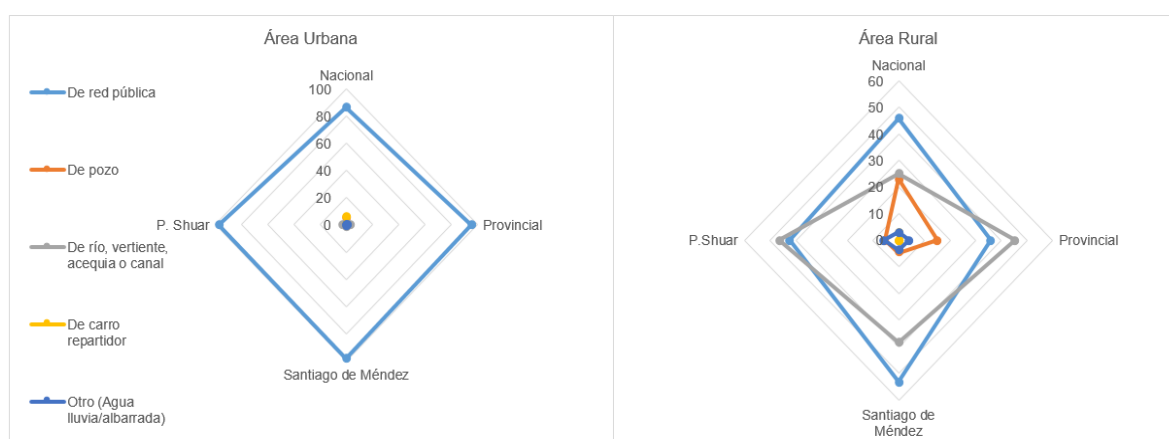 Área Urbana
De red pública
De pozo
De río, vertiente,
acequia o canal
De carro
repartidor
Otro (Agua
lluvia/albarrada)
Nacional
100
80
60
40
20
0
P. Shuar
Provincial
Santiago de Méndez
Área Rural
Nacional
60
50
40
30
20
10
0
P.Shuar
Provincial
Santiago de
Méndez